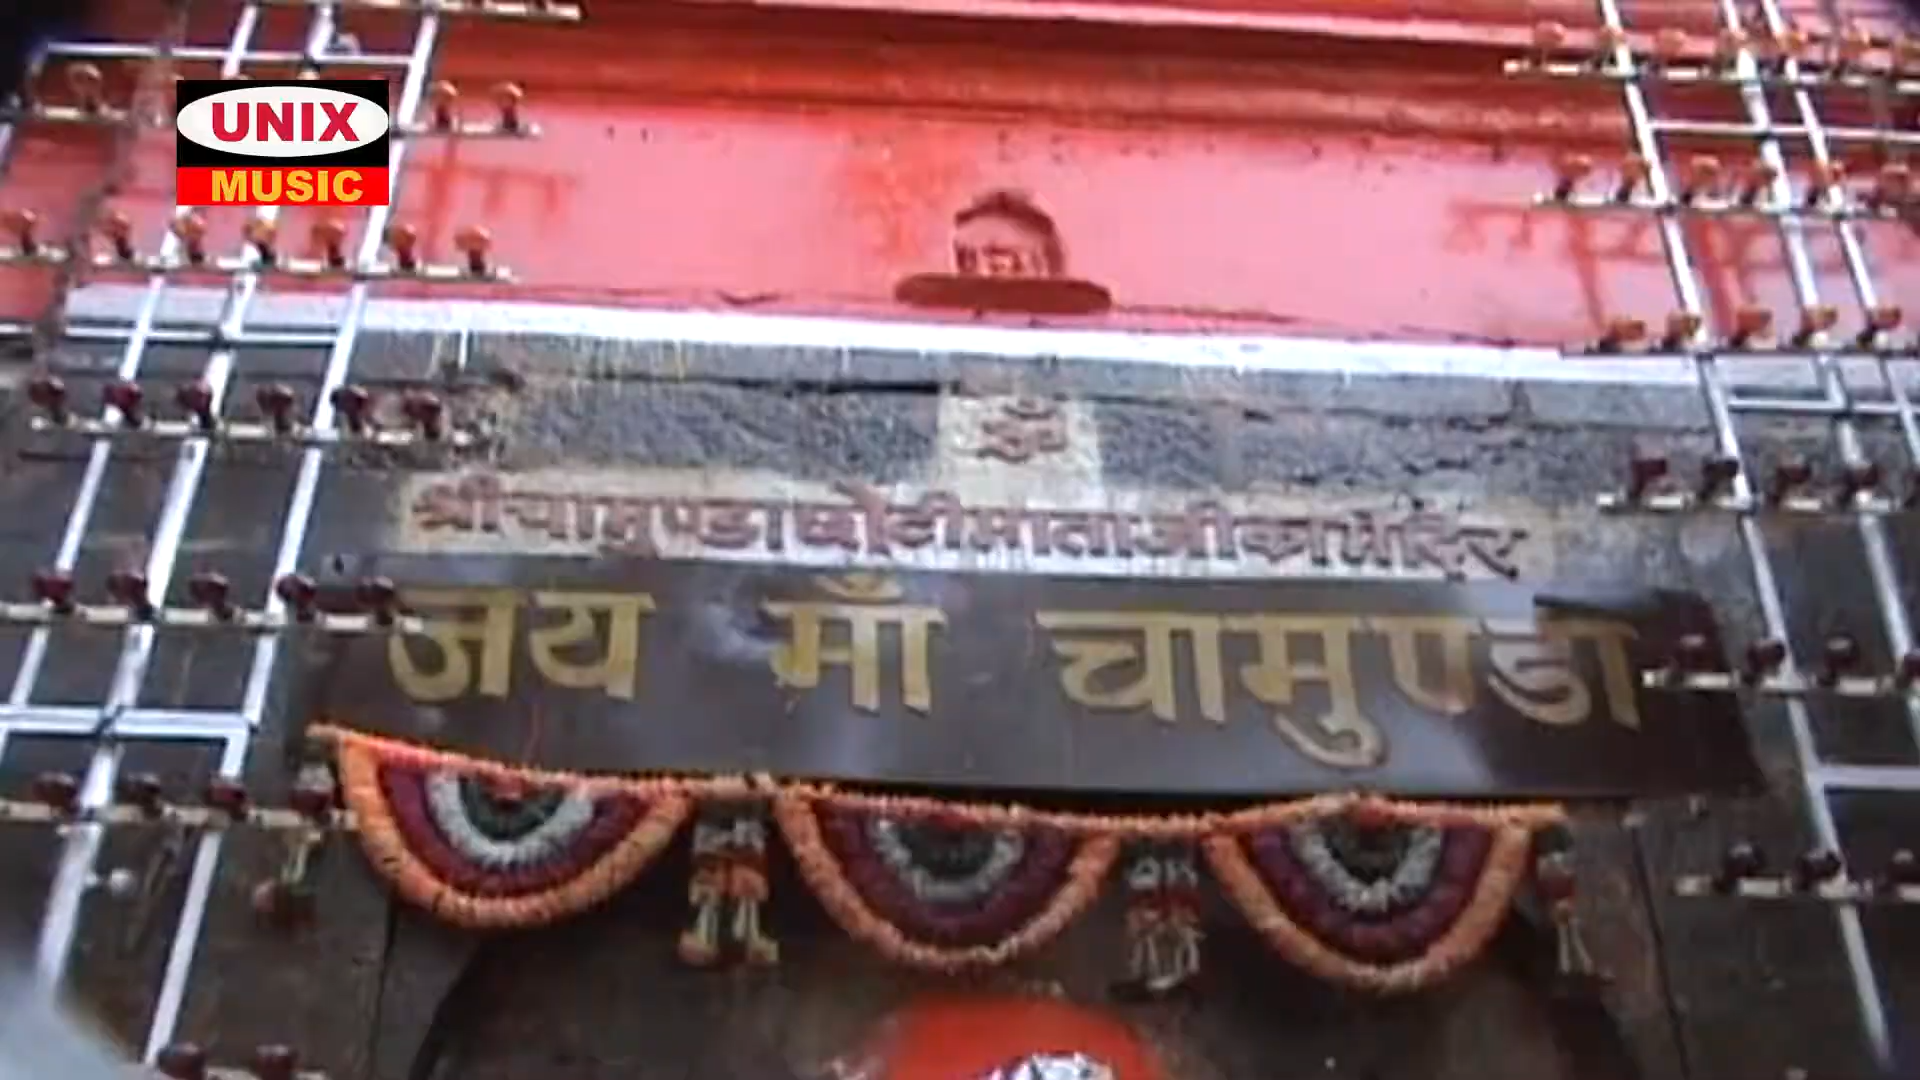 UNIX
MUSIC
ॐ
श्री चामुण्डा छोटी माता जी का मंदिर
जय माँ चामुण्डा